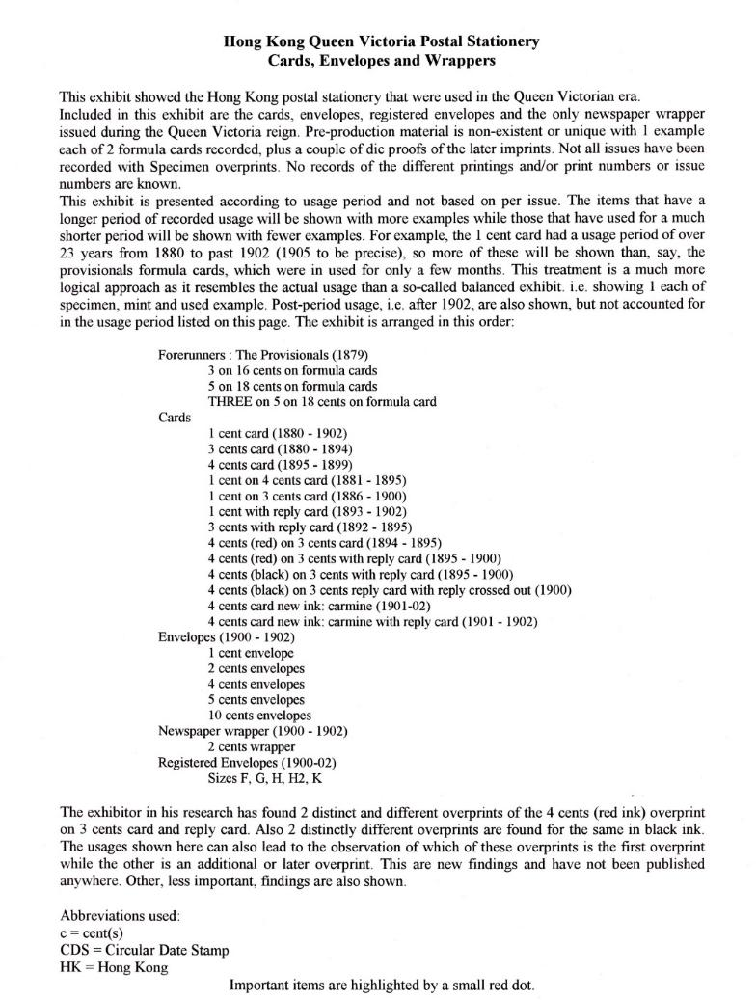 Hong Kong Queen Victoria Postal Stationery
Cards, Envelopes and Wrappers
This exhibit showed the Hong Kong postal stationery that were used in the Queen Victorian era.
Included in this exhibit are the cards, envelopes, registered envelopes and the only newspaper wrapper
issued during the Queen Victoria reign. Pre-production material is non-existent or unique with 1 example
each of 2 formula cards recorded, plus a couple of die proofs of the later imprints. Not all issues have been
recorded with Specimen overprints. No records of the different printings and/or print numbers or issue
numbers are known.
This exhibit is presented according to usage period and not based on per issue. The items that have a
longer period of recorded usage will be shown with more examples while those that have used for a much
shorter period will be shown with fewer examples. For example, the 1 cent card had a usage period of over
23 years from 1880 to past 1902 (1905 to be precise), so more of these will be shown than, say, the
provisionals formula cards, which were in used for only a few months. This treatment is a much more
logical approach as it resembles the actual usage than a so-called balanced exhibit. i.e. showing 1 each of
specimen, mint and used example. Post-period usage, i.e. after 1902, are also shown, but not accounted for
in the usage period listed on this page. The exhibit is arranged in this order:
Forerunners : The Provisionals (1879)
3 on 16 cents on formula cards
5 on 18 cents on formula cards
THREE on 5 on 18 cents on formula card
Cards
1 cent card (1880 - 1902)
3 cents card (1880 - 1894)
4 cents card (1895 - 1899)
1 cent on 4 cents card (1881 - 1895)
1 cent on 3 cents card (1886 - 1900)
1 cent with reply card (1893 - 1902)
3 cents with reply card (1892 - 1895)
4 cents (red) on 3 cents card (1894 - 1895)
4 cents (red) on 3 cents with reply card (1895 - 1900)
4 cents (black) on 3 cents with reply card (1895 - 1900)
4 cents (black) on 3 cents reply card with reply crossed out (1900)
4 cents card new ink: carmine (1901-02)
4 cents card new ink: carmine with reply card (1901 - 1902)
Envelopes (1900 - 1902)
1 cent envelope
2 cents envelopes
4 cents envelopes
5 cents envelopes
10 cents envelopes
Newspaper wrapper (1900 - 1902)
2 cents wrapper
Registered Envelopes (1900-02)
Sizes F, G, H, H2, K
The exhibitor in his research has found 2 distinct and different overprints of the 4 cents (red ink) overprint
on 3 cents card and reply card. Also 2 distinctly different overprints are found for the same in black ink.
The usages shown here can also lead to the observation of which of these overprints is the first overprint
while the other is an additional or later overprint. This are new findings and have not been published
anywhere. Other, less important, findings are also shown.
Abbreviations used:
c = cent(s)
CDS = Circular Date Stamp
HK = Hong Kong
Important items are highlighted by a small red dot.